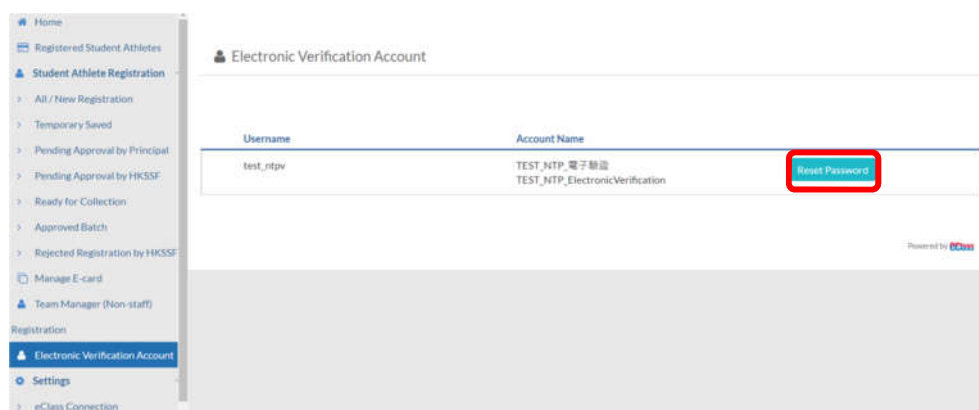 Home
Registered Student Athletes
Student Athlete Registration
All / New Registration
Temporary Saved
Pending Approval by Principal
Pending Approval by HKSSF
Ready for Collection
Approved Batch
Rejected Registration by HKSSF
Manage E-card
Team Manager (Non-staff)
Registration
Electronic Verification Account
Settings
eClass Connection
Electronic Verification Account
Username Account Name
test_ntpv TEST_NTP_電子驗證
TEST_NTP_ElectronicVerification
Reset Password
Powered by eClass